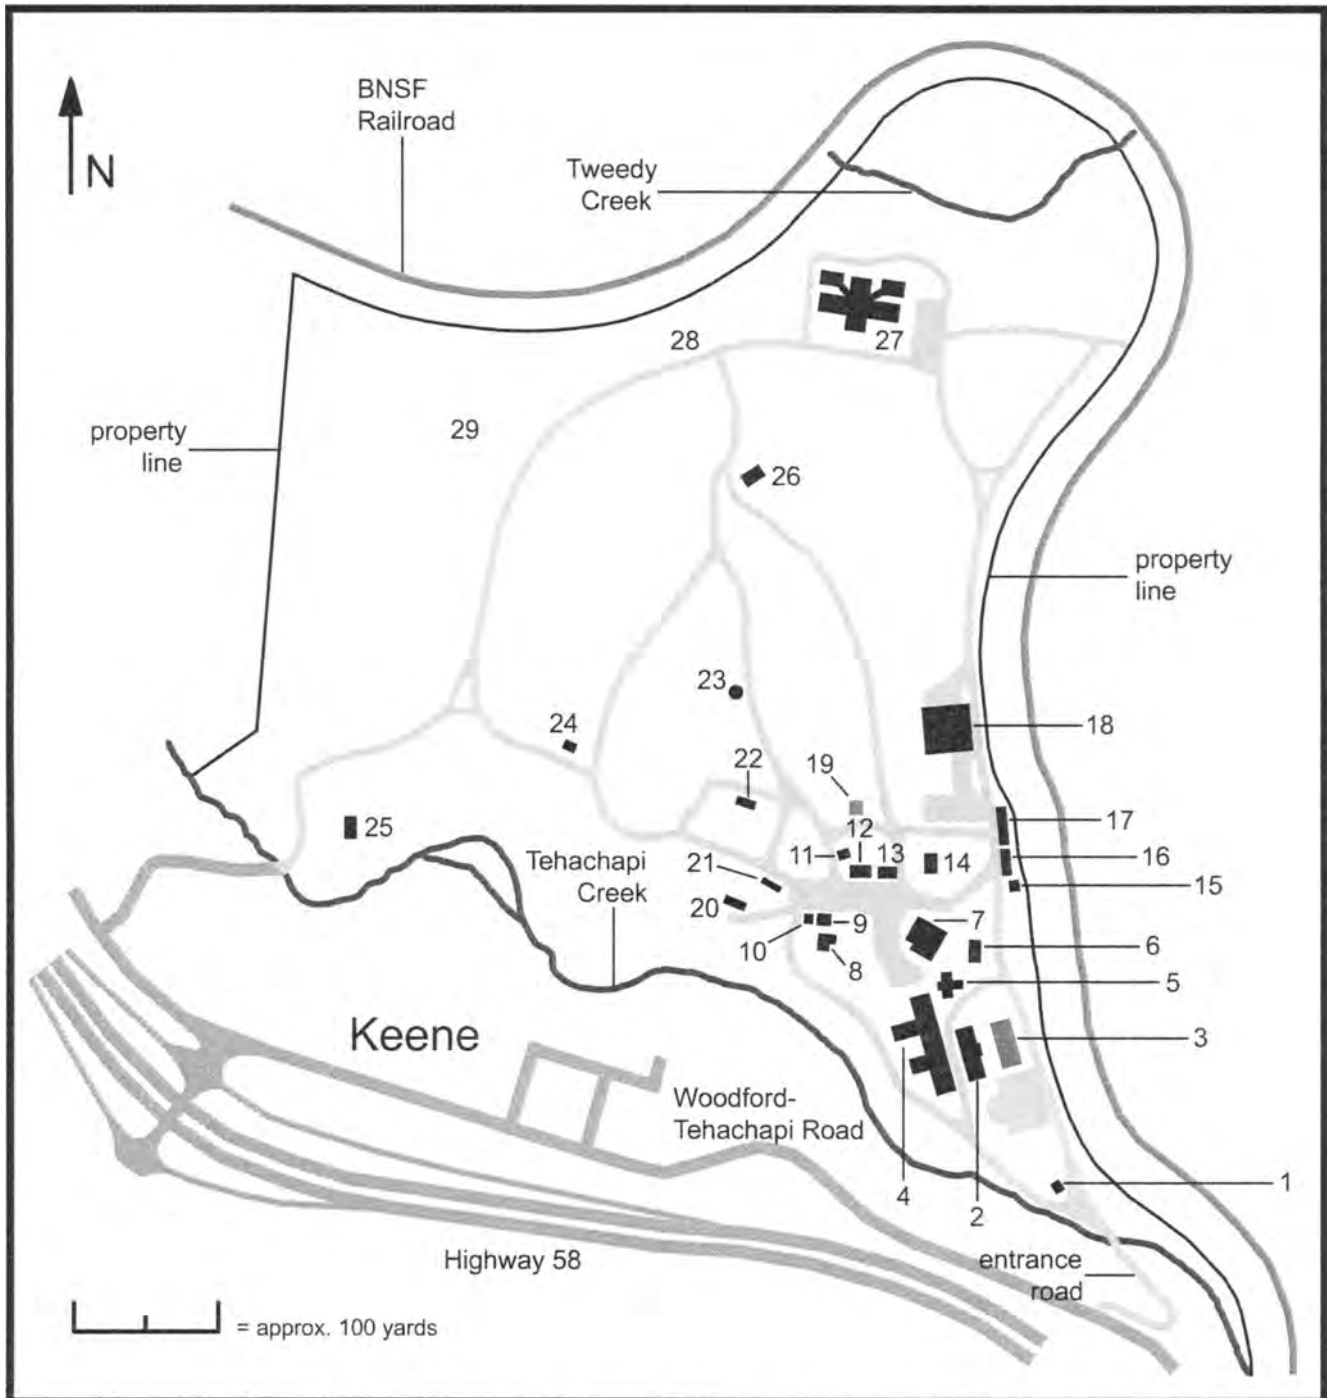 BNSF
Railroad
N
Tweedy
Creek
27
28
29
property
line
26
property
line
23
18
24
22
19
17
25
12
11
13
14
16
Tehachapi
Creek
21
15
20
7
10
9
8
6
5
Keene
3
Woodford-
Tehachapi Road
4
2
1
Highway 58
entrance
road
= approx. 100 yards